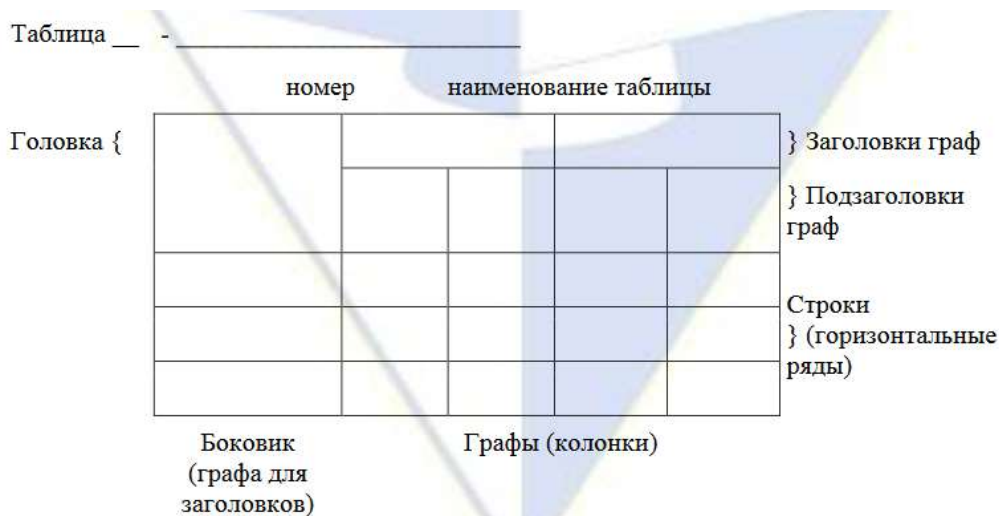 Таблица __ - ______________________________
номер наименование таблицы
Головка {
} Заголовки граф
} Подзаголовки
граф
Строки
} (горизонтальные
ряды)
Боковик
(графа для
заголовков)
Графы (колонки)